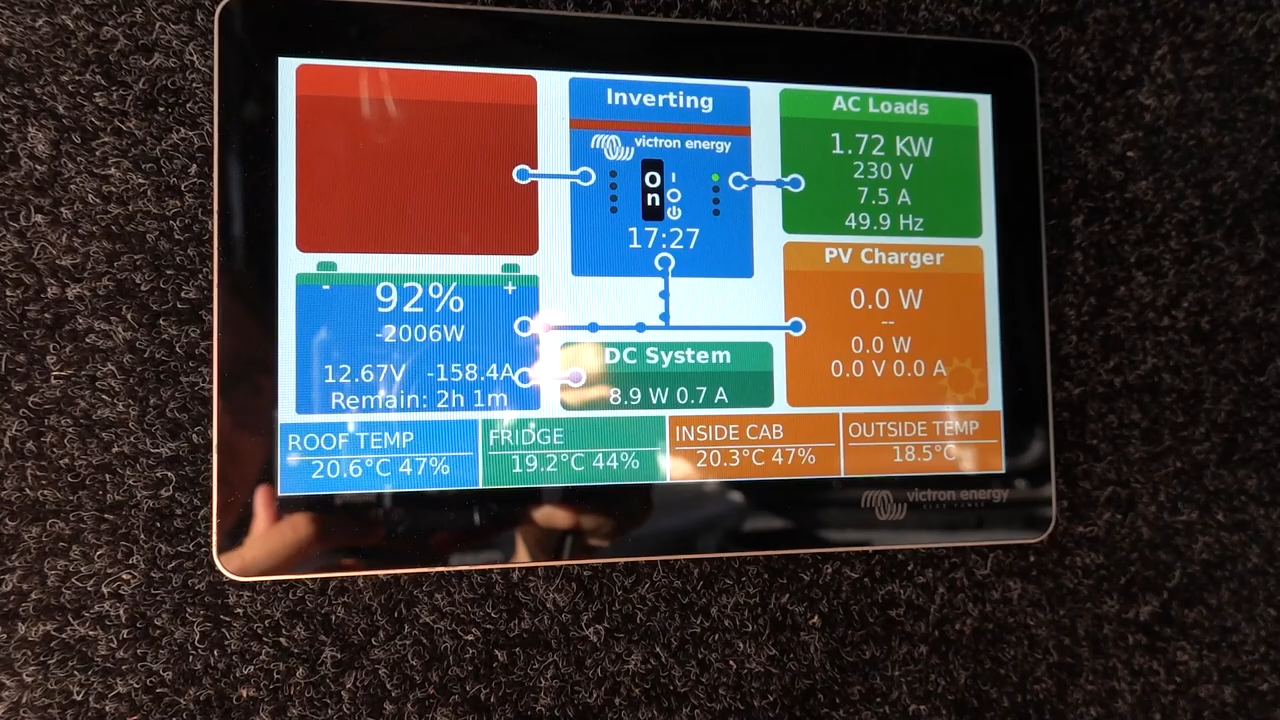 Inverting
victron energy
On
17:27
AC Loads
1.72 KW
230 V
7.5 A
49.9 Hz
- 92% +
-2006W
12.67V -158.4A
Remain: 2h 1m
DC System
8.9 W 0.7 A
PV Charger
0.0 W
--
0.0 W
0.0 V 0.0 A
ROOF TEMP
20.6°C 47%
FRIDGE
19.2°C 44%
INSIDE CAB
20.3°C 47%
OUTSIDE TEMP
18.5°C
victron energy
BLUE POWER